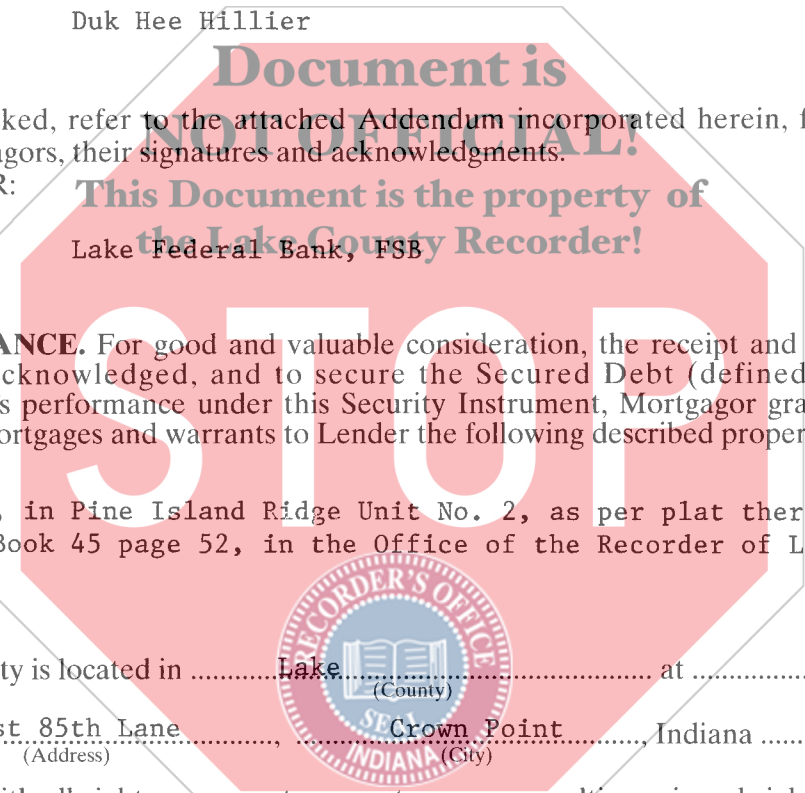 Duk Hee Hillier
Document is
ked, refer to the attached Addendum incorporated herein, f
NOT OFFICIAL!
agors, their signatures and acknowledgments.
R:
This Document is the property of
the Lake County Recorder!
Lake Federal Bank, FSB
ANCE. For good and valuable consideration, the receipt and
cknowledged, and to secure the Secured Debt (defined
s performance under this Security Instrument, Mortgagor gra
ortgages and warrants to Lender the following described proper
STOP
, in Pine Island Ridge Unit No. 2, as per plat ther
Book 45 page 52, in the Office of the Recorder of L
RECORDER'S OFFICE
ty is located in ............Lake.................................................... at ....................
(County)
SEAL
st 85th Lane................, ................Crown Point............., Indiana ......
(Address) (City)
INDIANA